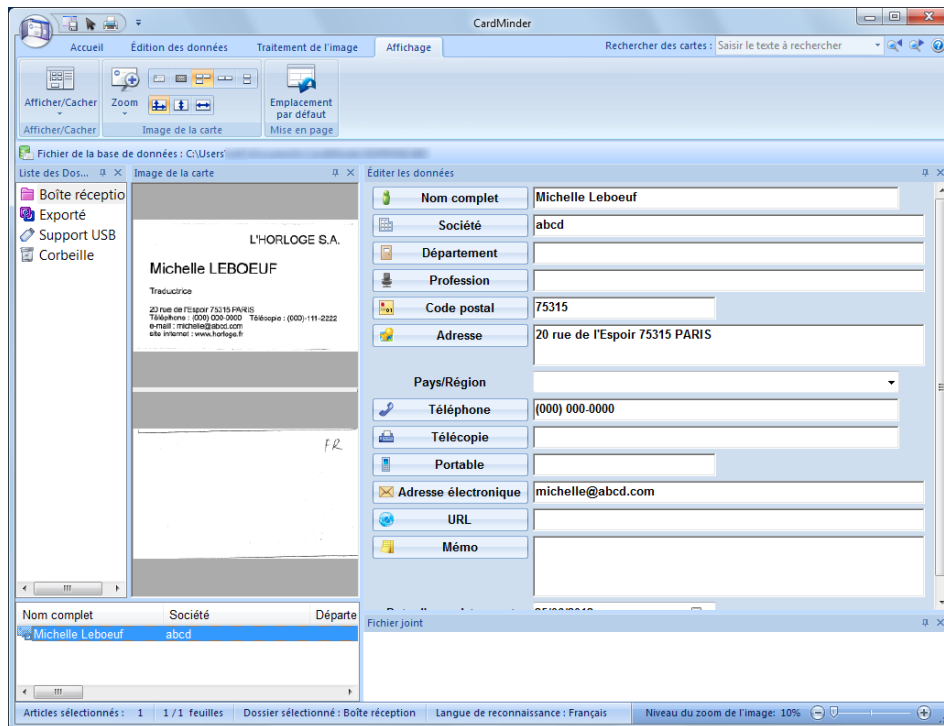 CardMinder
Accueil Édition des données Traitement de l'image Affichage Rechercher des cartes : Saisir le texte à rechercher
Afficher/Cacher Zoom Emplacement
par défaut
Afficher/Cacher Image de la carte Mise en page
Fichier de la base de données : C:\Users\
Liste des Dos... Image de la carte Éditer les données
Boîte réceptio
Exporté
Support USB
Corbeille
L'HORLOGE S.A.
Michelle LEBOEUF
Traductrice
20 rue de l'Espoir 75315 PARIS
Téléphone : (000) 000-0000 Télécopie : (000)-111-2222
e-mail : michelle@abcd.com
site internet : www.horloge.fr
FR
Nom complet Michelle Leboeuf
Société abcd
Département
Profession
Code postal 75315
Adresse 20 rue de l'Espoir 75315 PARIS
Pays/Région
Téléphone (000) 000-0000
Télécopie
Portable
Adresse électronique michelle@abcd.com
URL
Mémo
Nom complet Société Départe
Michelle Leboeuf abcd
Fichier joint
Articles sélectionnés : 1 1 / 1 feuilles Dossier sélectionné : Boîte réception Langue de reconnaissance : Français Niveau du zoom de l'image: 10%